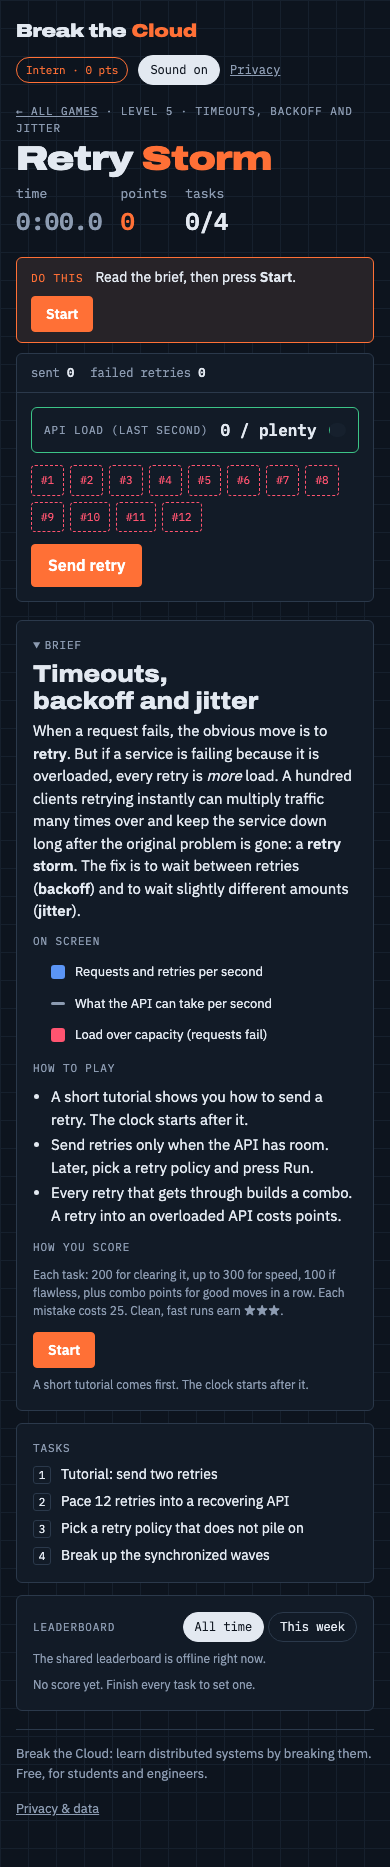 Break the Cloud
Intern · 0 pts
Sound on
Privacy
← ALL GAMES · LEVEL 5 · TIMEOUTS, BACKOFF AND
JITTER
Retry Storm
time points tasks
0:00.0 0 0/4
DO THIS Read the brief, then press Start.
Start
sent 0 failed retries 0
API LOAD (LAST SECOND) 0 / plenty
#1 #2 #3 #4 #5 #6 #7 #8
#9 #10 #11 #12
Send retry
▼ BRIEF
Timeouts,
backoff and jitter
When a request fails, the obvious move is to
retry. But if a service is failing because it is
overloaded, every retry is more load. A hundred
clients retrying instantly can multiply traffic
many times over and keep the service down
long after the original problem is gone: a retry
storm. The fix is to wait between retries
(backoff) and to wait slightly different amounts
(jitter).
ON SCREEN
Requests and retries per second
What the API can take per second
Load over capacity (requests fail)
HOW TO PLAY
• A short tutorial shows you how to send a
retry. The clock starts after it.
• Send retries only when the API has room.
Later, pick a retry policy and press Run.
• Every retry that gets through builds a combo.
A retry into an overloaded API costs points.
HOW YOU SCORE
Each task: 200 for clearing it, up to 300 for speed, 100 if
flawless, plus combo points for good moves in a row. Each
mistake costs 25. Clean, fast runs earn ★★★.
Start
A short tutorial comes first. The clock starts after it.
TASKS
1 Tutorial: send two retries
2 Pace 12 retries into a recovering API
3 Pick a retry policy that does not pile on
4 Break up the synchronized waves
LEADERBOARD All time This week
The shared leaderboard is offline right now.
No score yet. Finish every task to set one.
Break the Cloud: learn distributed systems by breaking them.
Free, for students and engineers.
Privacy & data